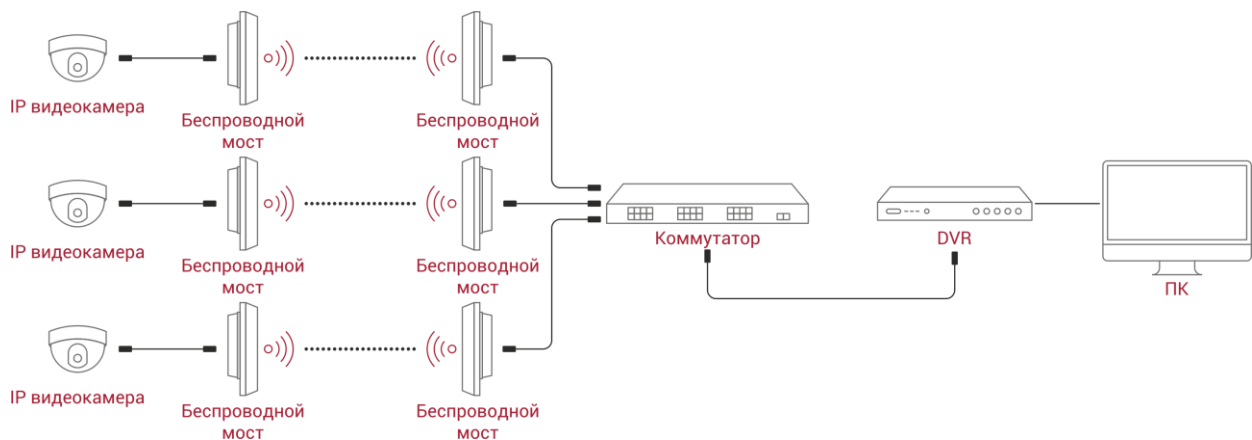 IP видеокамера
Беспроводной
мост
Беспроводной
мост
IP видеокамера
Беспроводной
мост
Беспроводной
мост
Коммутатор
DVR
ПК
IP видеокамера
Беспроводной
мост
Беспроводной
мост